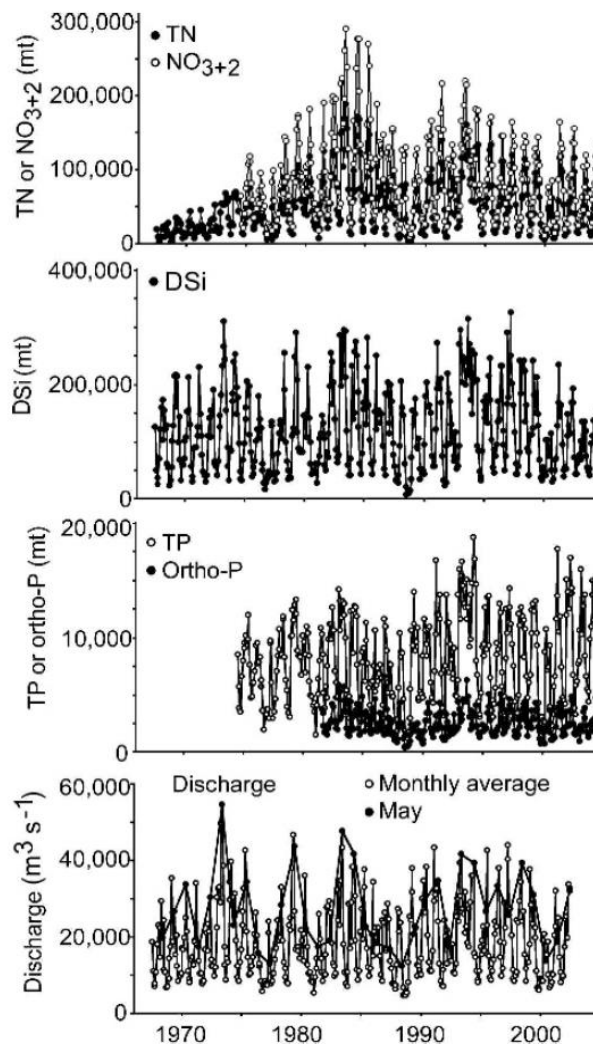 300,000
200,000
100,000
0
TN or NO3+2 (mt)
TN
NO3+2
400,000
200,000
0
DSi (mt)
DSi
20,000
10,000
0
TP or ortho-P (mt)
TP
Ortho-P
60,000
40,000
20,000
0
Discharge (m³ s⁻¹)
Discharge
Monthly average
May
1970 1980 1990 2000